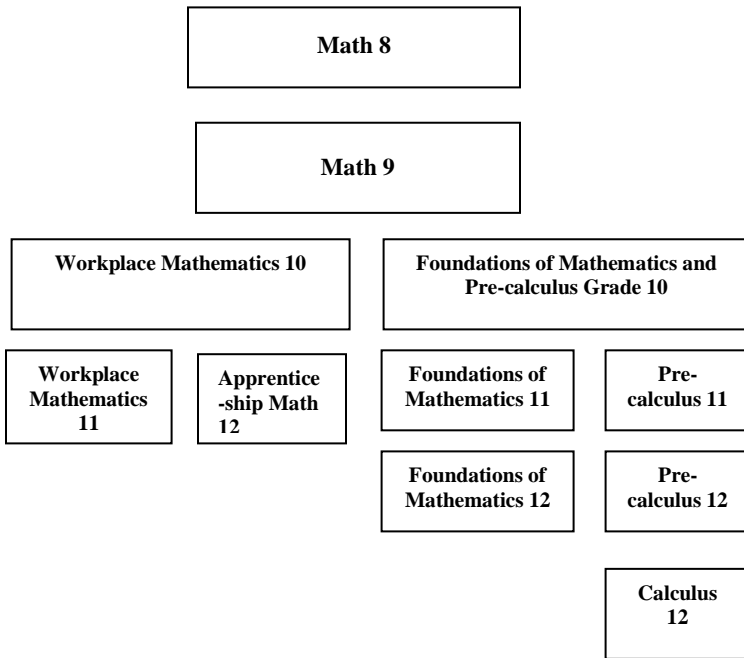 Math 8
Math 9
Workplace Mathematics 10
Foundations of Mathematics and
Pre-calculus Grade 10
Workplace
Mathematics
11
Apprentice
-ship Math
12
Foundations of
Mathematics 11
Pre-
calculus 11
Foundations of
Mathematics 12
Pre-
calculus 12
Calculus
12